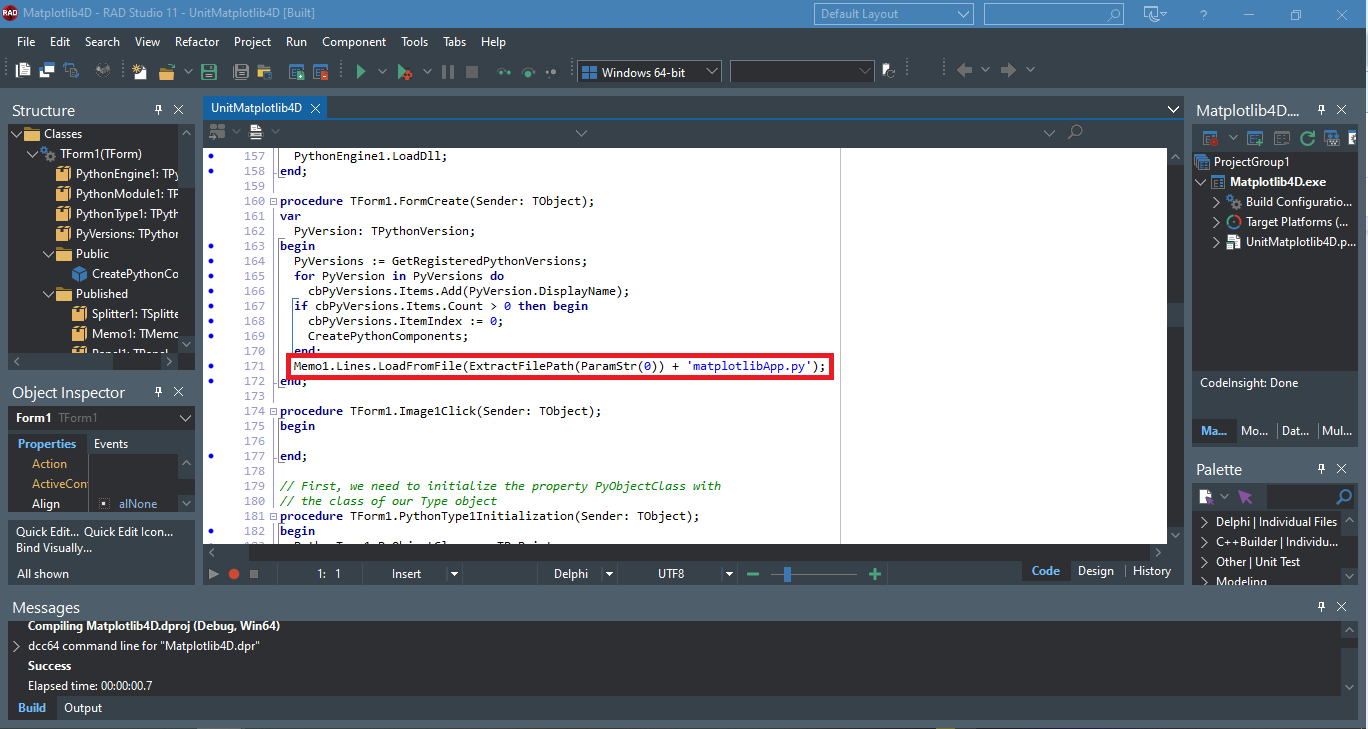 RAD Matplotlib4D - RAD Studio 11 - UnitMatplotlib4D [Built]
Default Layout
?
File Edit Search View Refactor Project Run Component Tools Tabs Help
Windows 64-bit
Structure
Classes
TForm1(TForm)
PythonEngine1: TPy
PythonModule1: TP
PythonType1: TPyth
PyVersions: TPython
Public
CreatePythonCo
Published
Splitter1: TSplitte
Memo1: TMemo
Panel1: TPanel
Object Inspector
Form1 TForm1
Properties Events
Action
ActiveCon
Align alNone
Quick Edit... Quick Edit Icon...
Bind Visually...
All shown
UnitMatplotlib4D
157 PythonEngine1.LoadDll;
158 end;
159
160 procedure TForm1.FormCreate(Sender: TObject);
161 var
162 PyVersion: TPythonVersion;
163 begin
164 PyVersions := GetRegisteredPythonVersions;
165 for PyVersion in PyVersions do
166 cbPyVersions.Items.Add(PyVersion.DisplayName);
167 if cbPyVersions.Items.Count > 0 then begin
168 cbPyVersions.ItemIndex := 0;
169 CreatePythonComponents;
170 end;
171 Memo1.Lines.LoadFromFile(ExtractFilePath(ParamStr(0)) + 'matplotlibApp.py');
172 end;
173
174 procedure TForm1.Image1Click(Sender: TObject);
175 begin
176
177 end;
178
179 // First, we need to initialize the property PyObjectClass with
180 // the class of our Type object
181 procedure TForm1.PythonType1Initialization(Sender: TObject);
182 begin
1: 1 Insert Delphi UTF8
Code Design History
Matplotlib4D....
ProjectGroup1
Matplotlib4D.exe
Build Configuration...
Target Platforms (...
UnitMatplotlib4D.p...
CodeInsight: Done
Ma... Mo... Dat... Mul...
Palette
Delphi | Individual Files
C++Builder | Individu...
Other | Unit Test
Modeling
Messages
Compiling Matplotlib4D.dproj (Debug, Win64)
dcc64 command line for "Matplotlib4D.dpr"
Success
Elapsed time: 00:00:00.7
Build Output